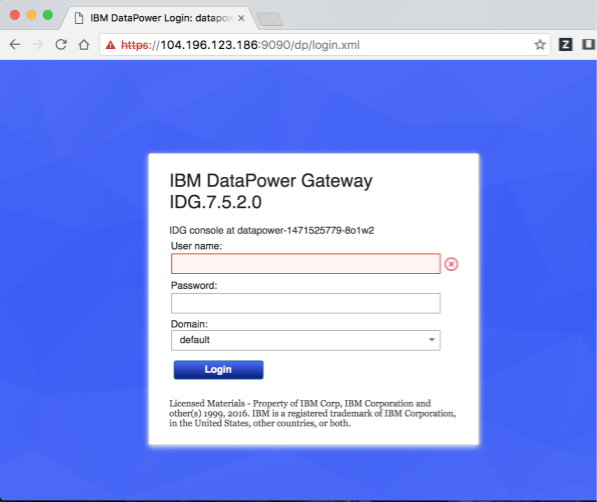 IBM DataPower Login: datapow
https://104.196.123.186:9090/dp/login.xml
Z
IBM DataPower Gateway
IDG.7.5.2.0
IDG console at datapower-1471525779-8o1w2
User name:
Password:
Domain:
default
Login
Licensed Materials - Property of IBM Corp, IBM Corporation and
other(s) 1999, 2016. IBM is a registered trademark of IBM Corporation,
in the United States, other countries, or both.